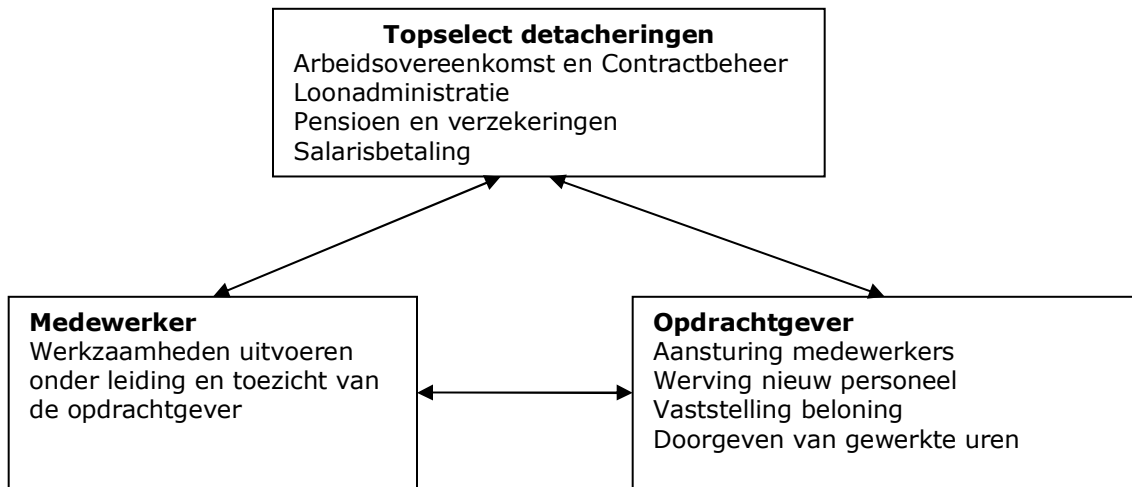 Topselect detacheringen
Arbeidsovereenkomst en Contractbeheer
Loonadministratie
Pensioen en verzekeringen
Salarisbetaling
Medewerker
Werkzaamheden uitvoeren
onder leiding en toezicht van
de opdrachtgever
Opdrachtgever
Aansturing medewerkers
Werving nieuw personeel
Vaststelling beloning
Doorgeven van gewerkte uren